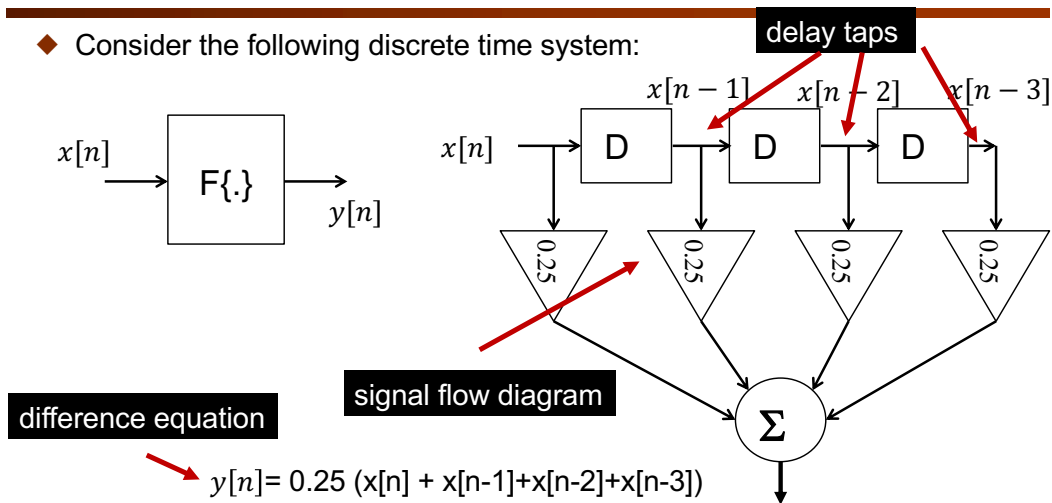 ◆ Consider the following discrete time system:
delay taps
x[n − 1]
x[n − 2]
x[n − 3]
x[n]
F{.}
y[n]
x[n]
D
D
D
0.25
0.25
0.25
0.25
signal flow diagram
Σ
difference equation
y[n]= 0.25 (x[n] + x[n-1]+x[n-2]+x[n-3])